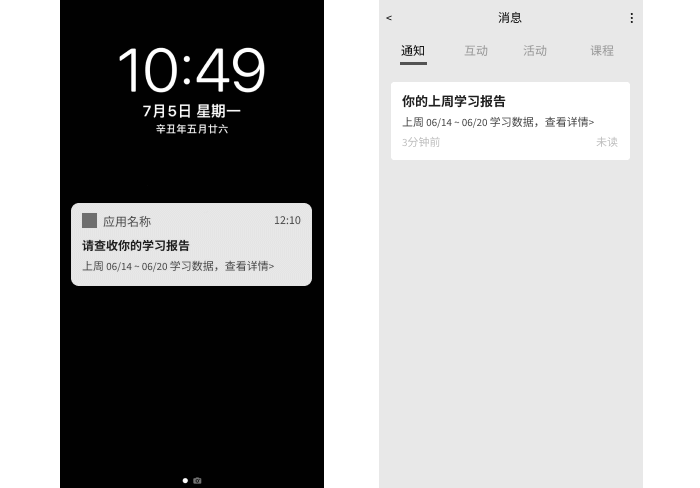 10:49
7月5日 星期一
辛丑年五月廿六
应用名称 12:10
请查收你的学习报告
上周 06/14 ~ 06/20 学习数据，查看详情>
< 消息
通知 互动 活动 课程
你的上周学习报告
上周 06/14 ~ 06/20 学习数据，查看详情>
3分钟前 未读